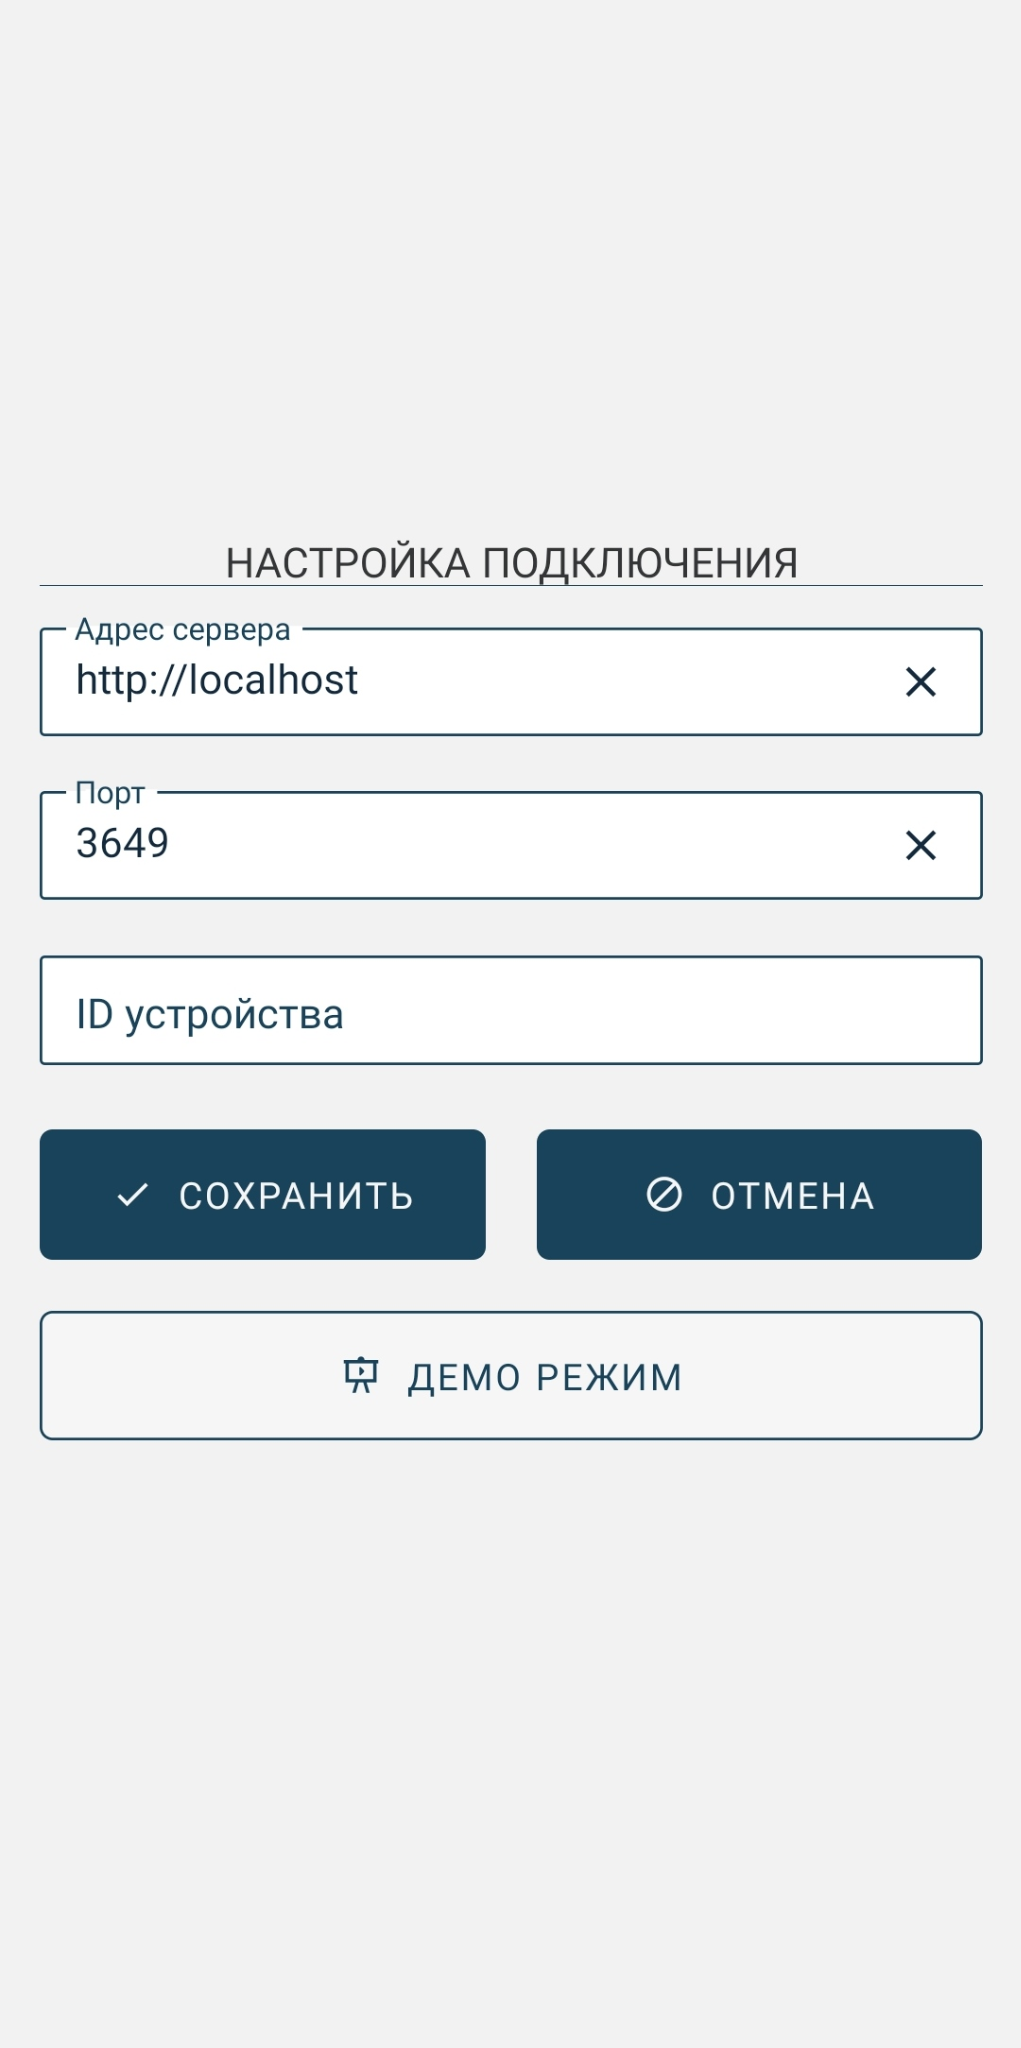 НАСТРОЙКА ПОДКЛЮЧЕНИЯ
Адрес сервера
http://localhost
Порт
3649
ID устройства
СОХРАНИТЬ
ОТМЕНА
ДЕМО РЕЖИМ